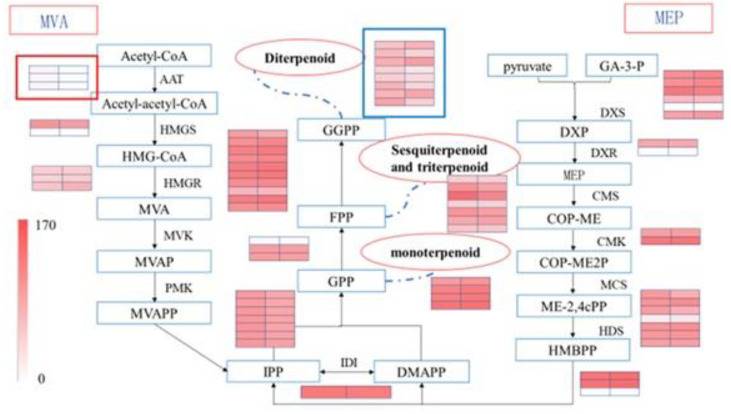 MVA
MEP
Acetyl-CoA
AAT
Acetyl-acetyl-CoA
HMGS
HMG-CoA
HMGR
MVA
MVK
MVAP
PMK
MVAPP
170
0
Diterpenoid
GGPP
Sesquiterpenoid
and triterpenoid
FPP
monoterpenoid
GPP
IPP
IDI
DMAPP
pyruvate
GA-3-P
DXS
DXP
DXR
MEP
CMS
COP-ME
CMK
COP-ME2P
MCS
ME-2,4cPP
HDS
HMBPP